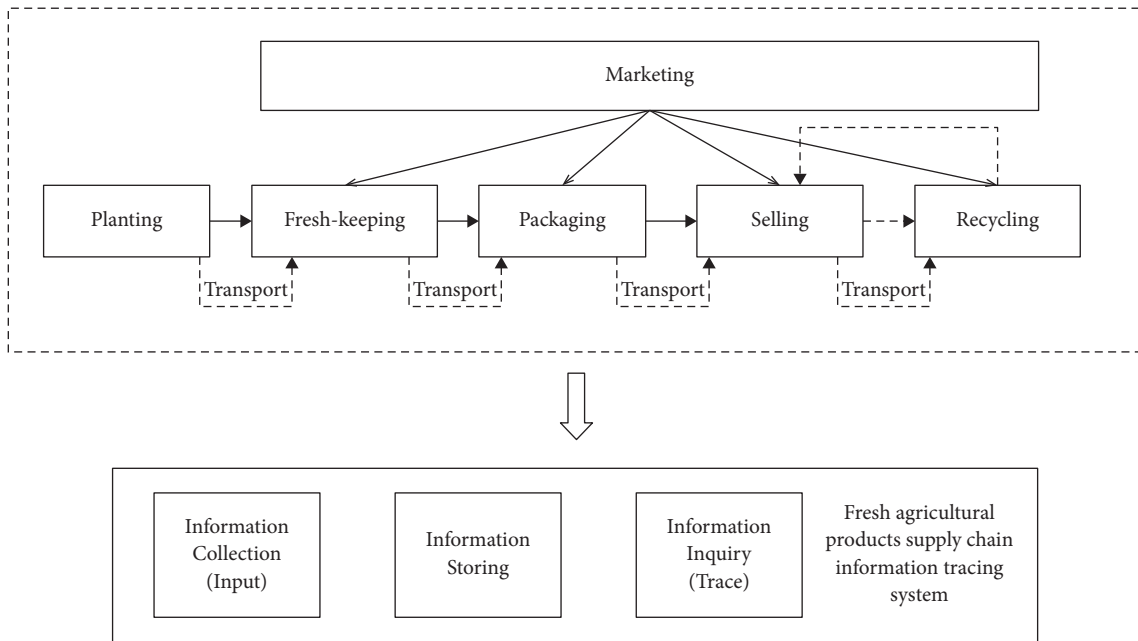 Marketing
Planting
Fresh-keeping
Packaging
Selling
Recycling
Transport
Transport
Transport
Transport
Information
Collection
(Input)
Information
Storing
Information
Inquiry
(Trace)
Fresh agricultural
products supply chain
information tracing
system